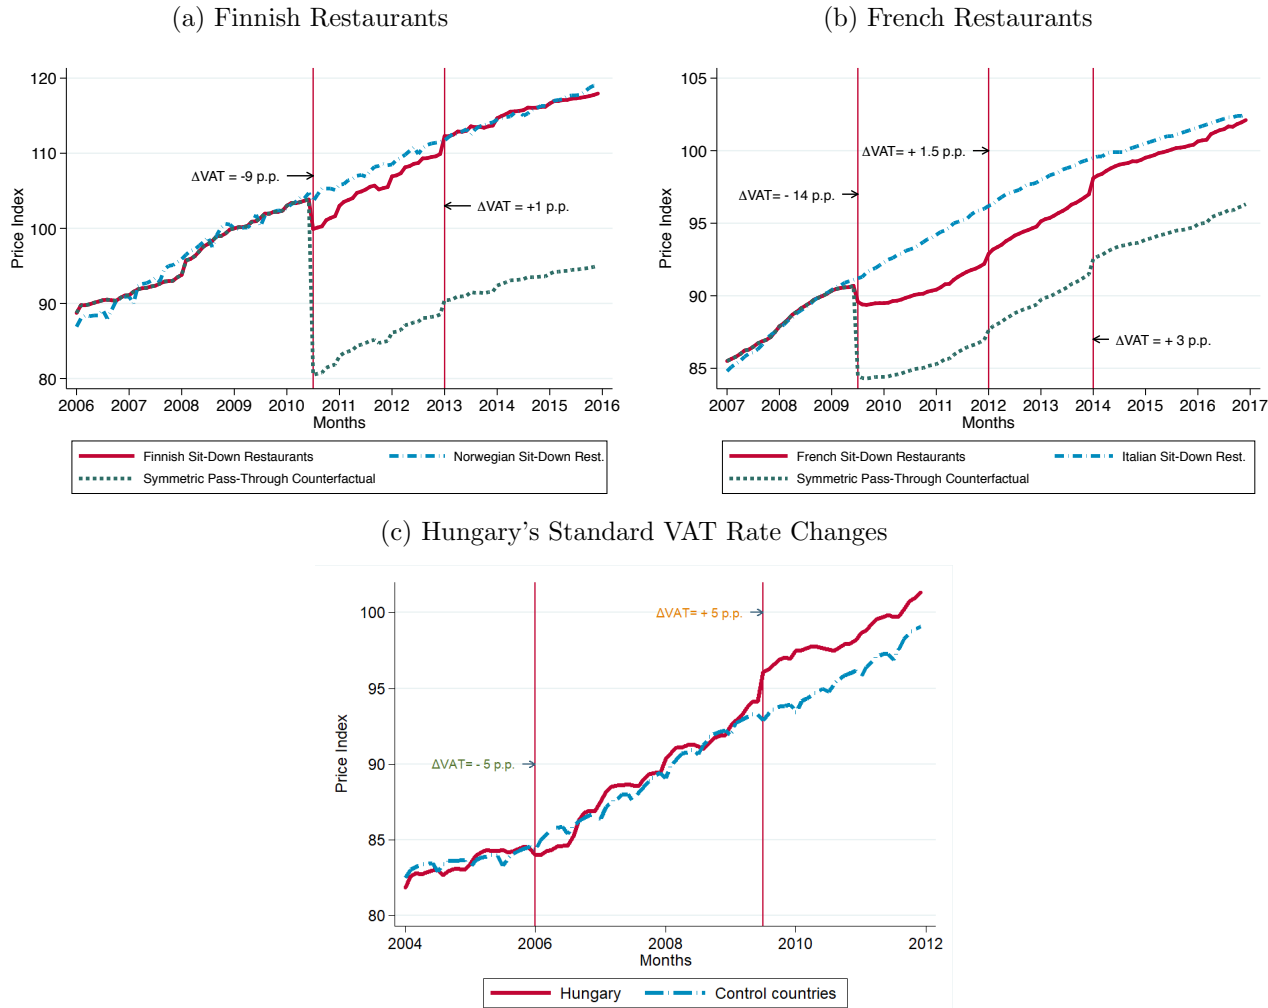 (a) Finnish Restaurants
120
110
100
90
80
Price Index
ΔVAT = -9 p.p.
ΔVAT = +1 p.p.
2006 2007 2008 2009 2010 2011 2012 2013 2014 2015 2016
Months
Finnish Sit-Down Restaurants
Norwegian Sit-Down Rest.
Symmetric Pass-Through Counterfactual
(b) French Restaurants
105
100
95
90
85
Price Index
ΔVAT= + 1.5 p.p.
ΔVAT= - 14 p.p.
ΔVAT = + 3 p.p.
2007 2008 2009 2010 2011 2012 2013 2014 2015 2016 2017
Months
French Sit-Down Restaurants
Italian Sit-Down Rest.
Symmetric Pass-Through Counterfactual
(c) Hungary's Standard VAT Rate Changes
100
95
90
85
80
Price Index
ΔVAT= + 5 p.p.
ΔVAT= - 5 p.p.
2004 2006 2008 2010 2012
Months
Hungary
Control countries